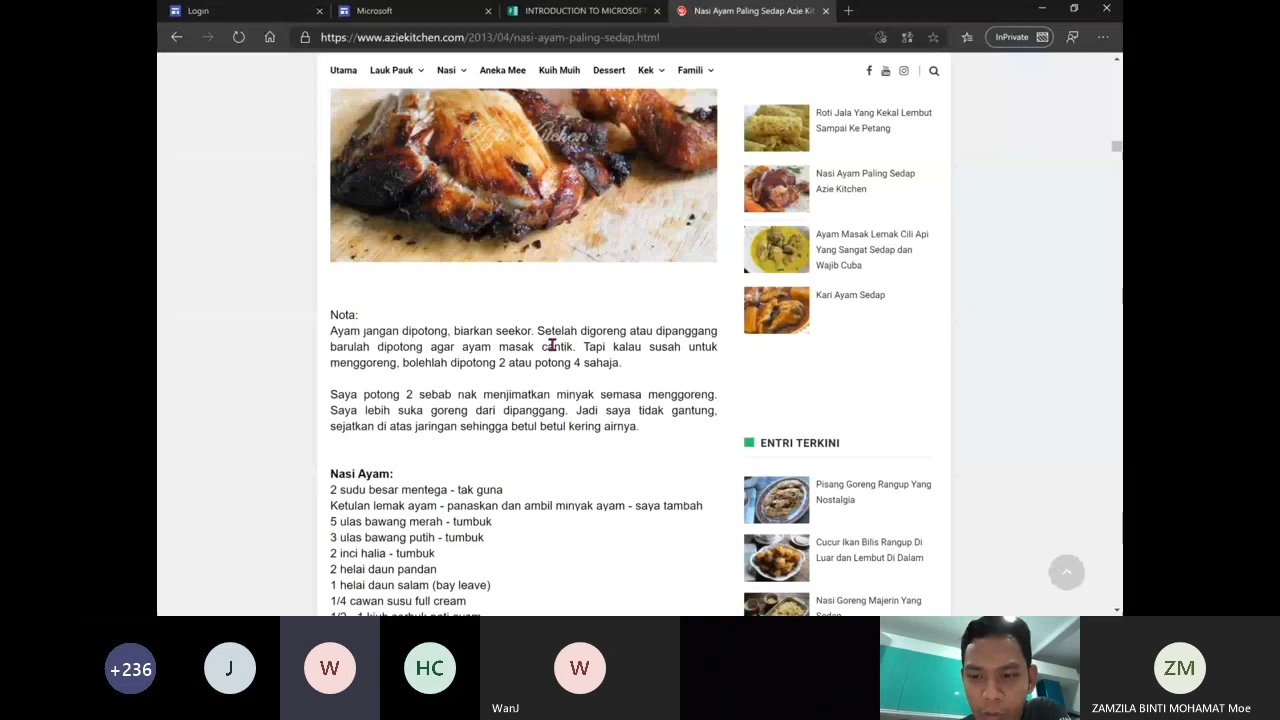 Login
Microsoft
INTRODUCTION TO MICROSOFT
Nasi Ayam Paling Sedap Azie Kit
https://www.aziekitchen.com/2013/04/nasi-ayam-paling-sedap.html
InPrivate
Utama Lauk Pauk Nasi Aneka Mee Kuih Muih Dessert Kek Famili
Azie Kitchen
Nota:
Ayam jangan dipotong, biarkan seekor. Setelah digoreng atau dipanggang
barulah dipotong agar ayam masak cantik. Tapi kalau susah untuk
menggoreng, bolehlah dipotong 2 atau potong 4 sahaja.
Saya potong 2 sebab nak menjimatkan minyak semasa menggoreng.
Saya lebih suka goreng dari dipanggang. Jadi saya tidak gantung,
sejatkan di atas jaringan sehingga betul betul kering airnya.
Nasi Ayam:
2 sudu besar mentega - tak guna
Ketulan lemak ayam - panaskan dan ambil minyak ayam - saya tambah
5 ulas bawang merah - tumbuk
3 ulas bawang putih - tumbuk
2 inci halia - tumbuk
2 helai daun pandan
1 helai daun salam (bay leave)
1/4 cawan susu full cream
Roti Jala Yang Kekal Lembut
Sampai Ke Petang
Nasi Ayam Paling Sedap
Azie Kitchen
Ayam Masak Lemak Cili Api
Yang Sangat Sedap dan
Wajib Cuba
Kari Ayam Sedap
ENTRI TERKINI
Pisang Goreng Rangup Yang
Nostalgia
Cucur Ikan Bilis Rangup Di
Luar dan Lembut Di Dalam
Nasi Goreng Majerin Yang
+236
J
W
HC
W
WanJ
ZM
ZAMZILA BINTI MOHAMAT Moe